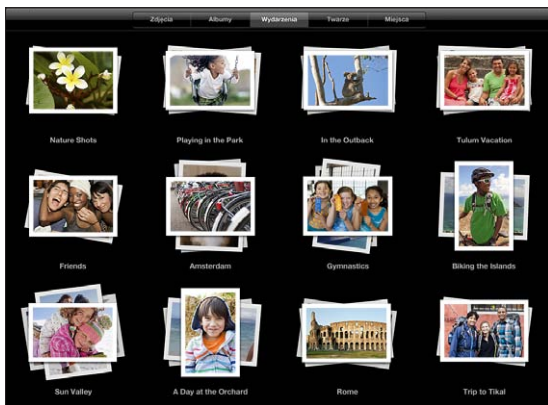 Zdjęcia Albumy Wydarzenia Twarze Miejsca
Nature Shots Playing in the Park In the Outback Tulum Vacation
Friends Amsterdam Gymnastics Biking the Islands
Sun Valley A Day at the Orchard Rome Trip to Tikal